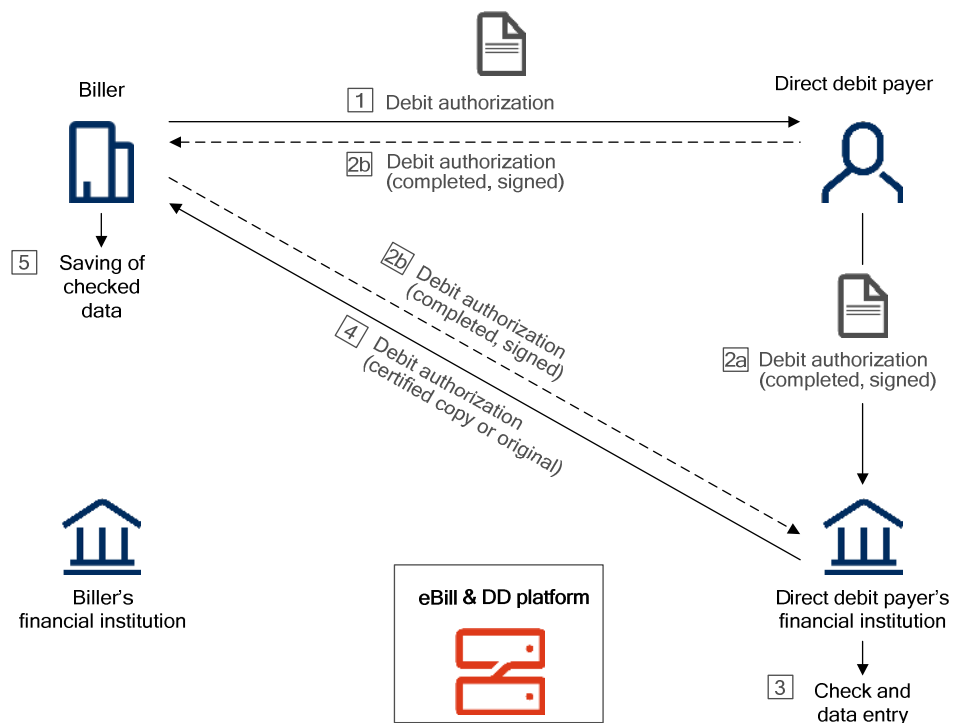 Biller
Direct debit payer
1 Debit authorization
2b Debit authorization
(completed, signed)
5 Saving of
checked
data
2b Debit authorization
(completed, signed)
4 Debit authorization
(certified copy or original)
2a Debit authorization
(completed, signed)
Biller's
financial institution
eBill & DD platform
Direct debit payer's
financial institution
3 Check and
data entry